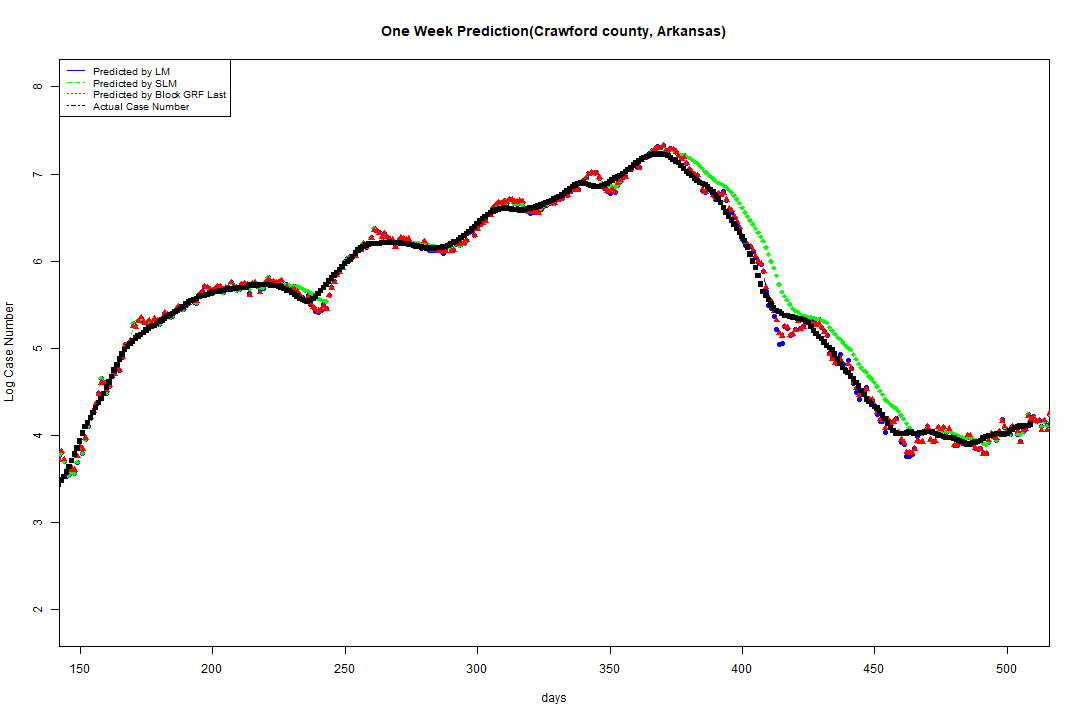 One Week Prediction(Crawford county, Arkansas)
Predicted by LM
Predicted by SLM
Predicted by Block GRF Last
Actual Case Number
8
7
6
5
4
3
2
Log Case Number
150 200 250 300 350 400 450 500
days